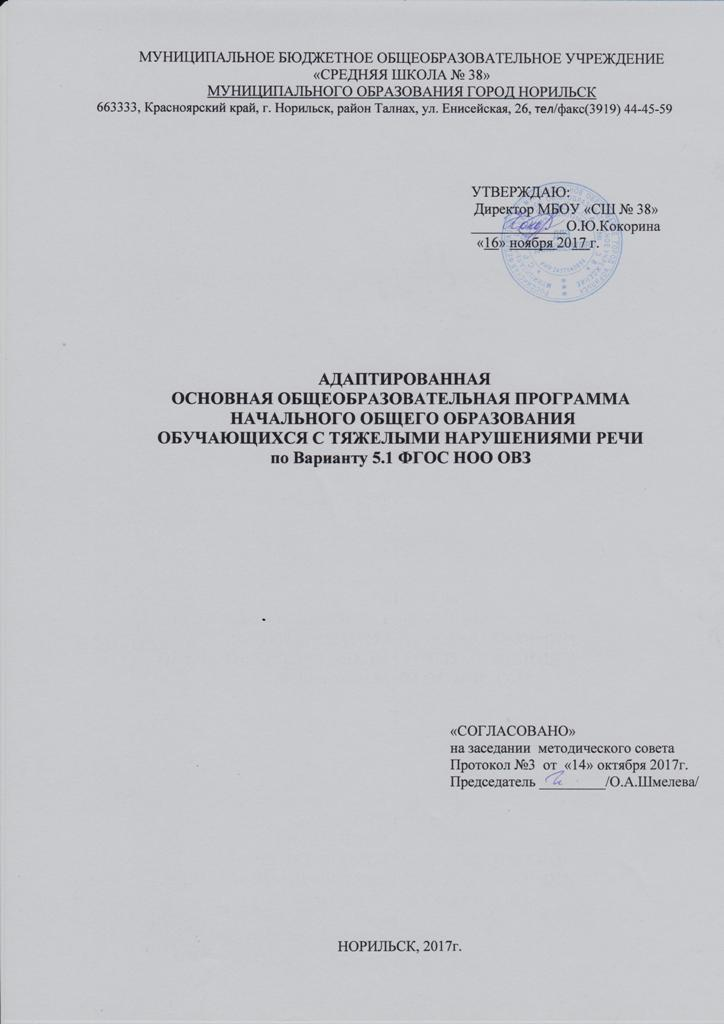 МУНИЦИПАЛЬНОЕ БЮДЖЕТНОЕ ОБЩЕОБРАЗОВАТЕЛЬНОЕ УЧРЕЖДЕНИЕ
«СРЕДНЯЯ ШКОЛА № 38»
МУНИЦИПАЛЬНОГО ОБРАЗОВАНИЯ ГОРОД НОРИЛЬСК
663333, Красноярский край, г. Норильск, район Талнах, ул. Енисейская, 26, тел/факс(3919) 44-45-59
УТВЕРЖДАЮ:
Директор МБОУ «СШ № 38»
____________О.Ю.Кокорина
«16» ноября 2017 г.
АДАПТИРОВАННАЯ
ОСНОВНАЯ ОБЩЕОБРАЗОВАТЕЛЬНАЯ ПРОГРАММА
НАЧАЛЬНОГО ОБЩЕГО ОБРАЗОВАНИЯ
ОБУЧАЮЩИХСЯ С ТЯЖЕЛЫМИ НАРУШЕНИЯМИ РЕЧИ
по Варианту 5.1 ФГОС НОО ОВЗ
«СОГЛАСОВАНО»
на заседании методического совета
Протокол №3 от «14» октября 2017г.
Председатель _________/О.А.Шмелева/
НОРИЛЬСК, 2017г.